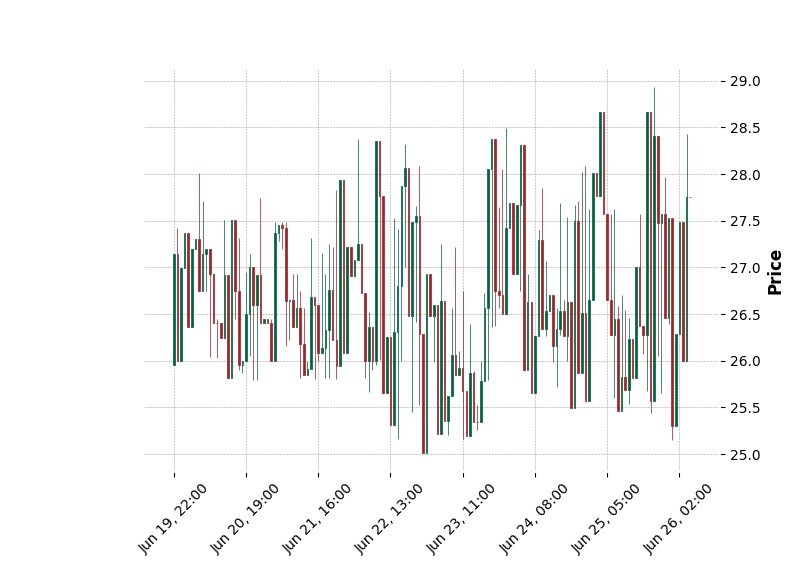 29.0
28.5
28.0
27.5
27.0
26.5
26.0
25.5
25.0
Price
Jun 19, 22:00
Jun 20, 19:00
Jun 21, 16:00
Jun 22, 13:00
Jun 23, 11:00
Jun 24, 08:00
Jun 25, 05:00
Jun 26, 02:00